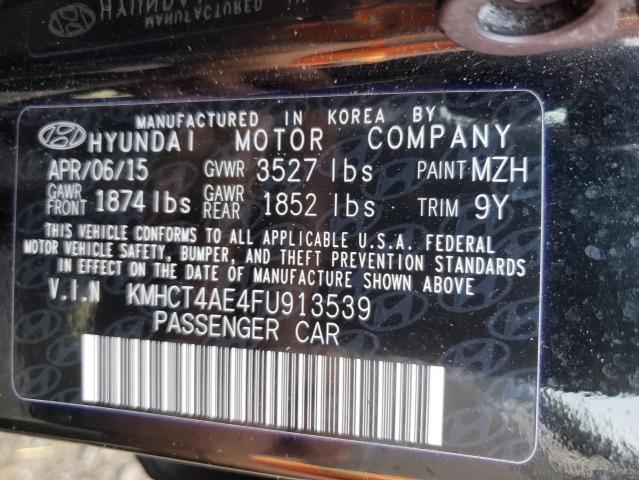 HYUNDAI
MANUFACTURED
MANUFACTURED IN KOREA BY
HYUNDAI MOTOR COMPANY
APR/06/15 GVWR 3527 lbs PAINT MZH
GAWR FRONT 1874 lbs GAWR REAR 1852 lbs TRIM 9Y
THIS VEHICLE CONFORMS TO ALL APPLICABLE U.S.A. FEDERAL
MOTOR VEHICLE SAFETY, BUMPER, AND THEFT PREVENTION STANDARDS
IN EFFECT ON THE DATE OF MANUFACTURE SHOWN ABOVE
V.I.N KMHCT4AE4FU913539
PASSENGER CAR